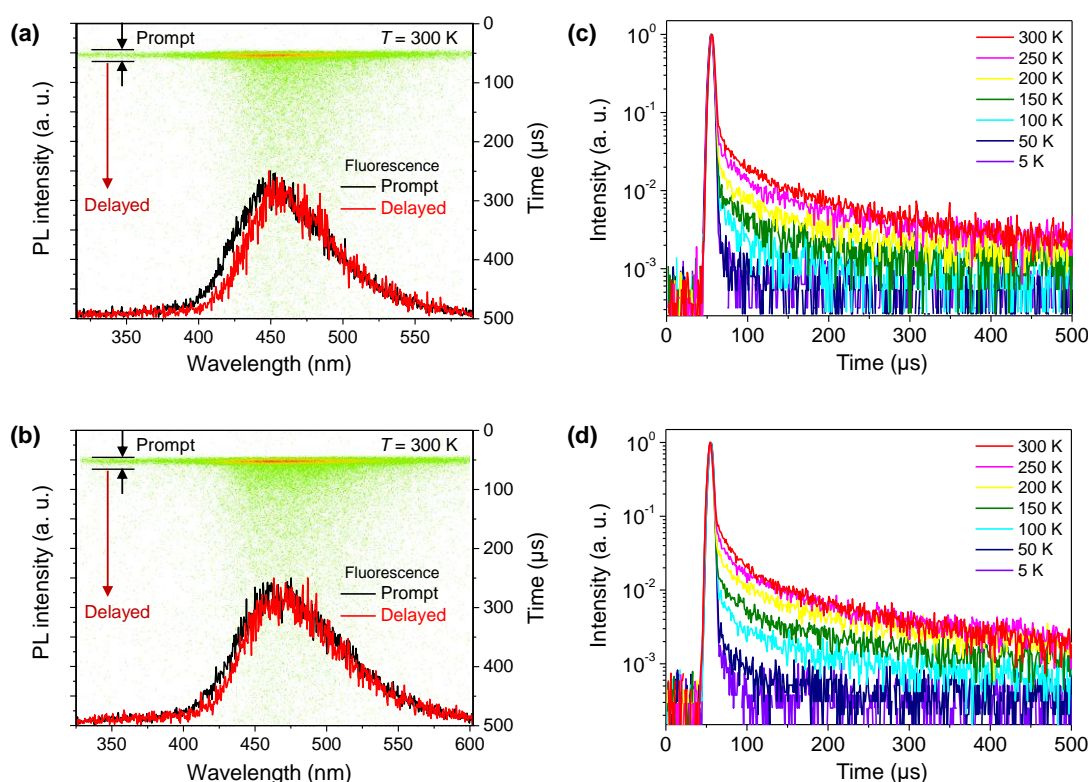 (a)
Prompt
T = 300 K
Delayed
Fluorescence
Prompt
Delayed
PL intensity (a. u.)
0
100
200
300
400
500
Time (µs)
350
400
450
500
550
Wavelength (nm)
(c)
300 K
250 K
200 K
150 K
100 K
50 K
5 K
10⁰
10⁻¹
10⁻²
10⁻³
Intensity (a. u.)
0
100
200
300
400
500
Time (µs)
(b)
Prompt
T = 300 K
Delayed
Fluorescence
Prompt
Delayed
PL intensity (a. u.)
0
100
200
300
400
500
Time (µs)
350
400
450
500
550
600
Wavelength (nm)
(d)
300 K
250 K
200 K
150 K
100 K
50 K
5 K
10⁰
10⁻¹
10⁻²
10⁻³
Intensity (a. u.)
0
100
200
300
400
500
Time (µs)